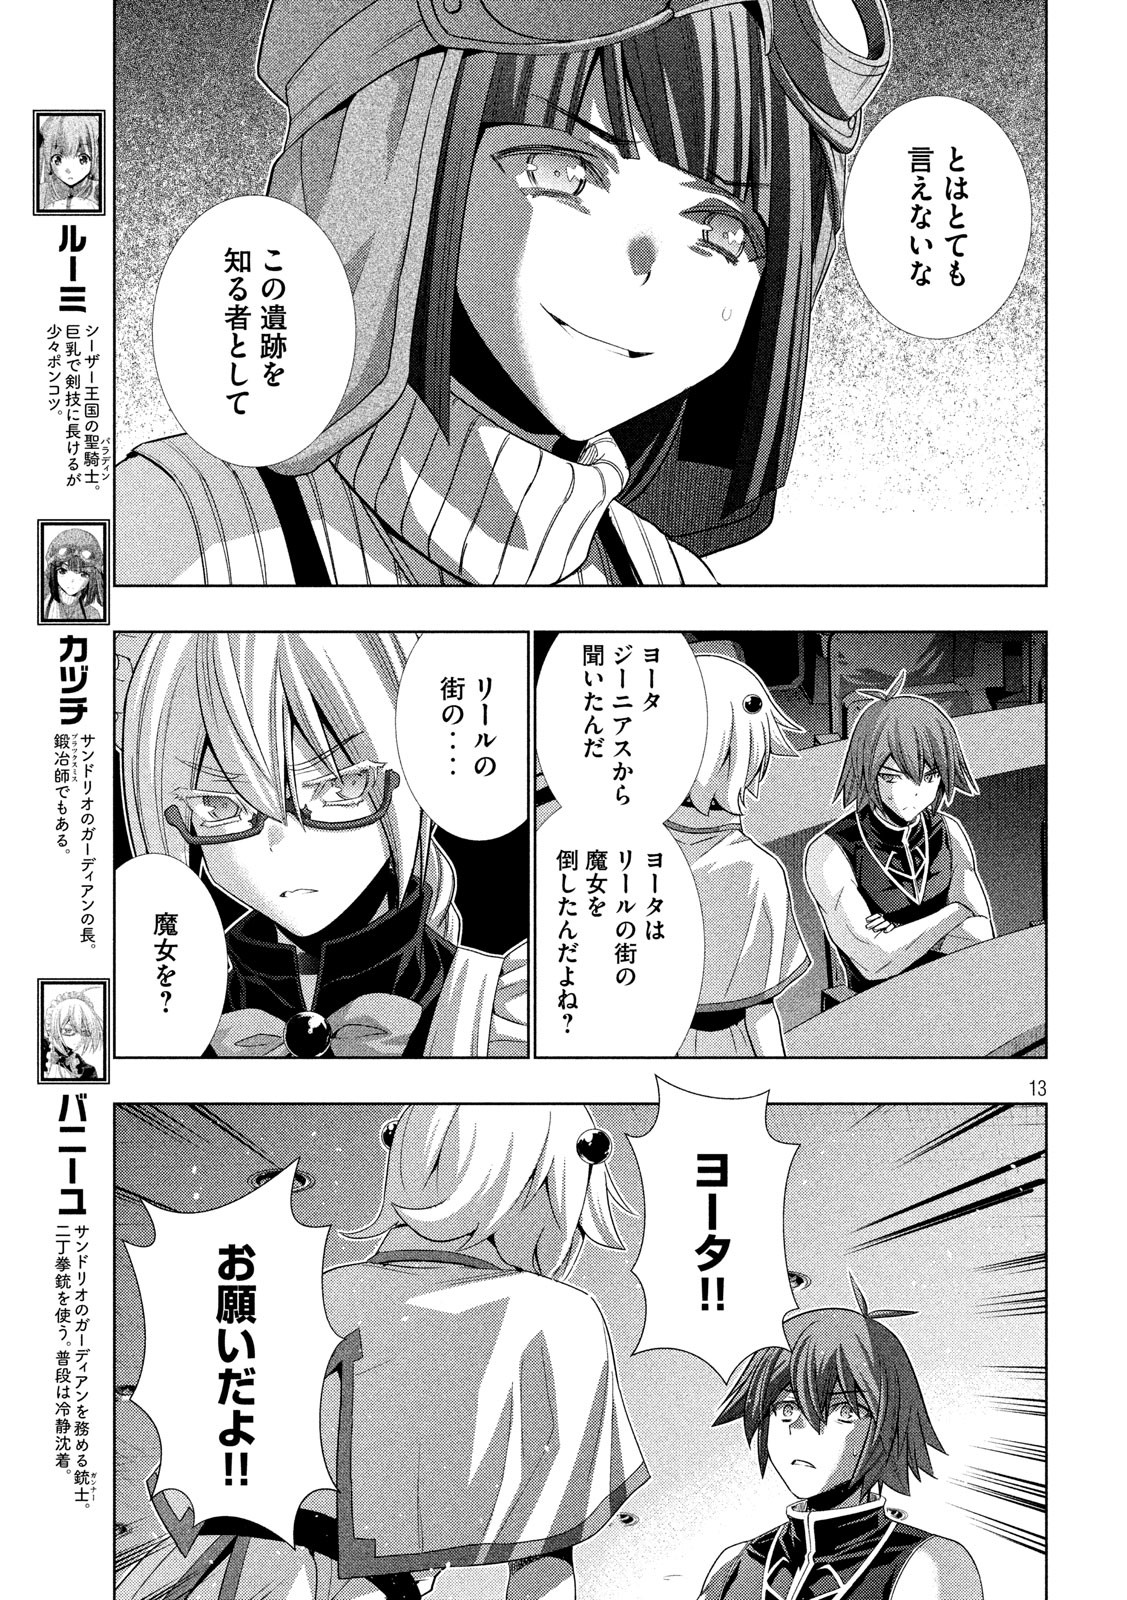 とはとても
言えないな
この遺跡を
知る者として
ヨータ
ジーニアスから
聞いたんだ
ヨータは
リールの街の
魔女を
倒したんだよね?
リールの
街の‥‥
魔女を?
13
ヨータ!!
お願いだよ!!
ルーミ
シーザー王国の聖騎士。
パラディン
巨乳で剣技に長けるが
少々ポンコツ。
カヅチ
サンドリオのガーディアンの長。
鍛冶師でもある。
ブラックスミス
バニーユ
サンドリオのガーディアンを務める銃士。
ガンナー
二丁拳銃を使う。普段は冷静沈着。